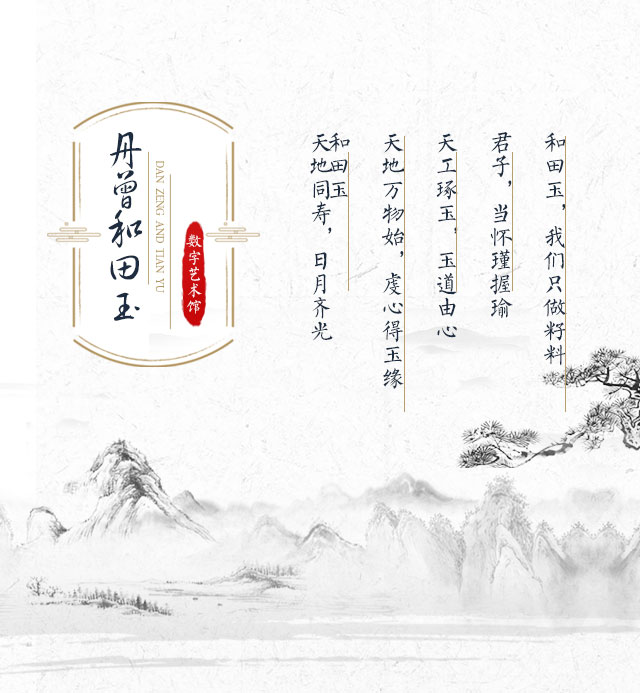 和田玉，我们只做籽料
君子，当怀瑾握瑜
天工琢玉，玉道由心
天地万物始，虔心得玉缘
和田玉
天地同寿，日月齐光
丹曾和田玉
DAN ZENG AND TIAN YU
数字艺术馆